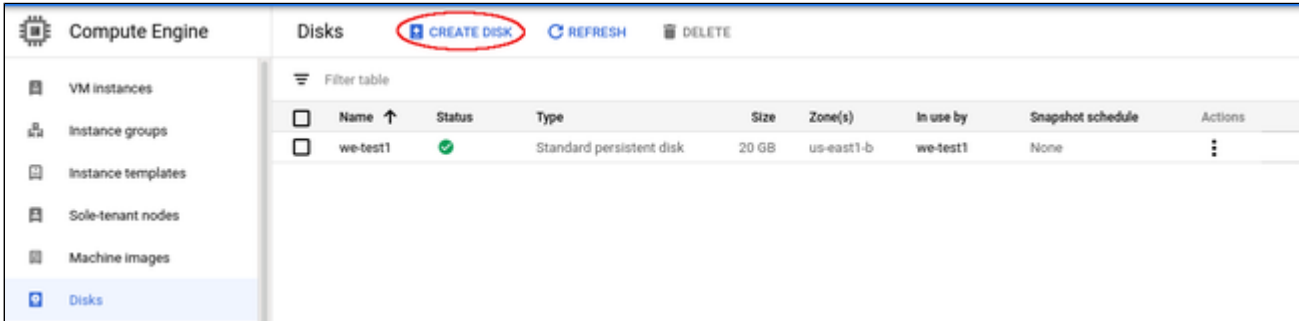 Compute Engine Disks CREATE DISK REFRESH DELETE
VM instances
Filter table
Name Status Type Size Zone(s) In use by Snapshot schedule Actions
Instance groups
we-test1 Standard persistent disk 20 GB us-east1-b we-test1 None
Instance templates
Sole-tenant nodes
Machine images
Disks